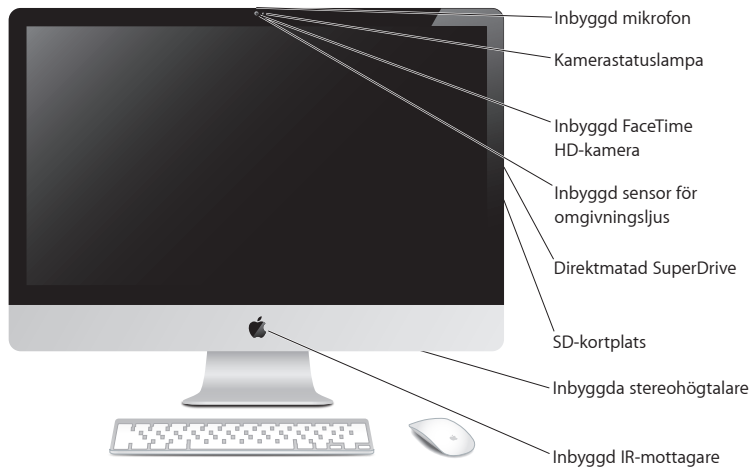 Inbyggd mikrofon
Kamerastatuslampa
Inbyggd FaceTime
HD-kamera
Inbyggd sensor för
omgivningsljus
Direktmatad SuperDrive
SD-kortplats
Inbyggda stereohögtalare
Inbyggd IR-mottagare